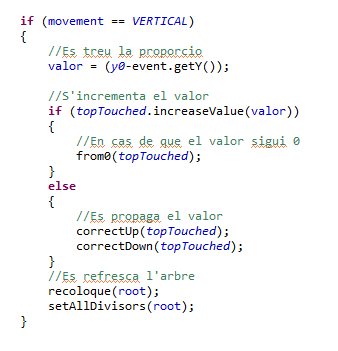 if (movement == VERTICAL)
{
//Es treu la proporcio
valor = (y0-event.getY());
//S'incrementa el valor
if (topTouched.increaseValue(valor))
{
//En cas de que el valor sigui 0
from0(topTouched);
}
else
{
//Es propaga el valor
correctUp(topTouched);
correctDown(topTouched);
}
//Es refresca l'arbre
recoloque(root);
setAllDivisors(root);
}